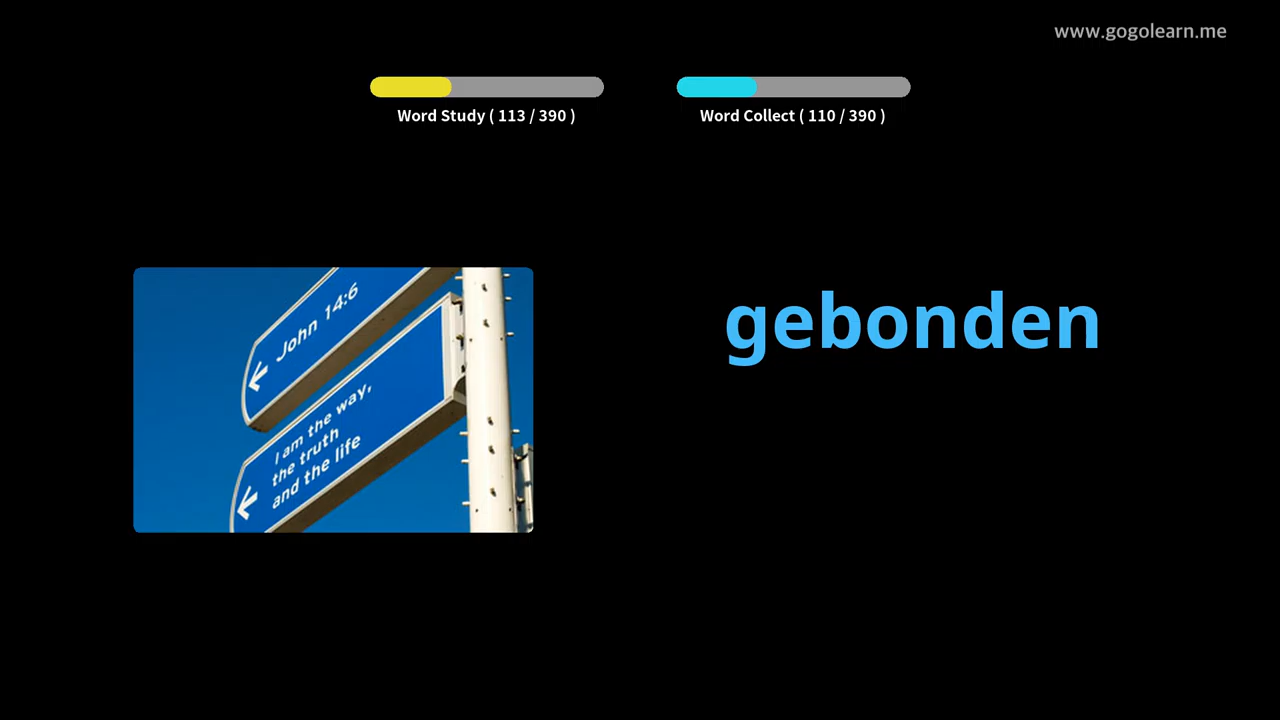 www.gogolearn.me
Word Study ( 113 / 390 )
Word Collect ( 110 / 390 )
John 14:6
I am the way,
the truth
and the life
gebonden